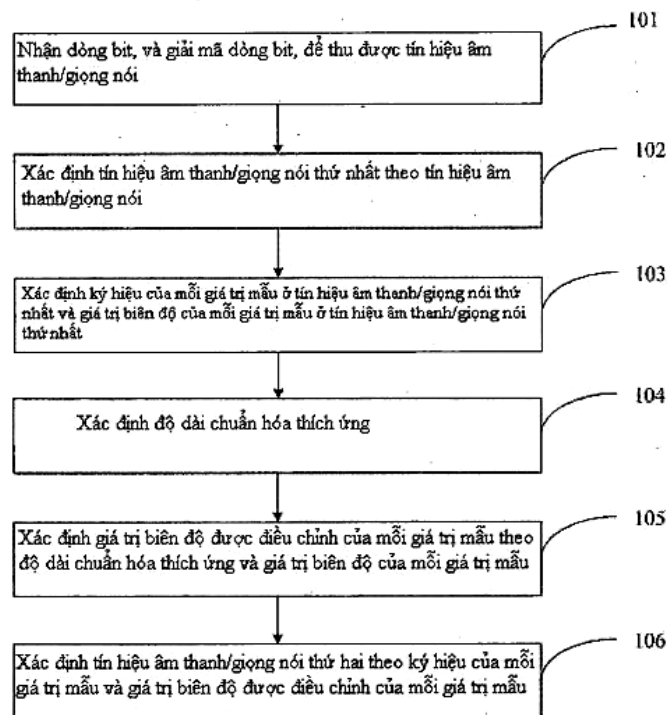 101
Nhận dòng bit, và giải mã dòng bit, để thu được tín hiệu âm
thanh/giọng nói
102
Xác định tín hiệu âm thanh/giọng nói thứ nhất theo tín hiệu âm
thanh/giọng nói
103
Xác định ký hiệu của mỗi giá trị mẫu ở tín hiệu âm thanh/giọng nói thứ
nhất và giá trị biên độ của mỗi giá trị mẫu ở tín hiệu âm thanh/giọng nói
thứ nhất
104
Xác định độ dài chuẩn hóa thích ứng
105
Xác định giá trị biên độ được điều chỉnh của mỗi giá trị mẫu theo
độ dài chuẩn hóa thích ứng và giá trị biên độ của mỗi giá trị mẫu
106
Xác định tín hiệu âm thanh/giọng nói thứ hai theo ký hiệu của mỗi
giá trị mẫu và giá trị biên độ được điều chỉnh của mỗi giá trị mẫu